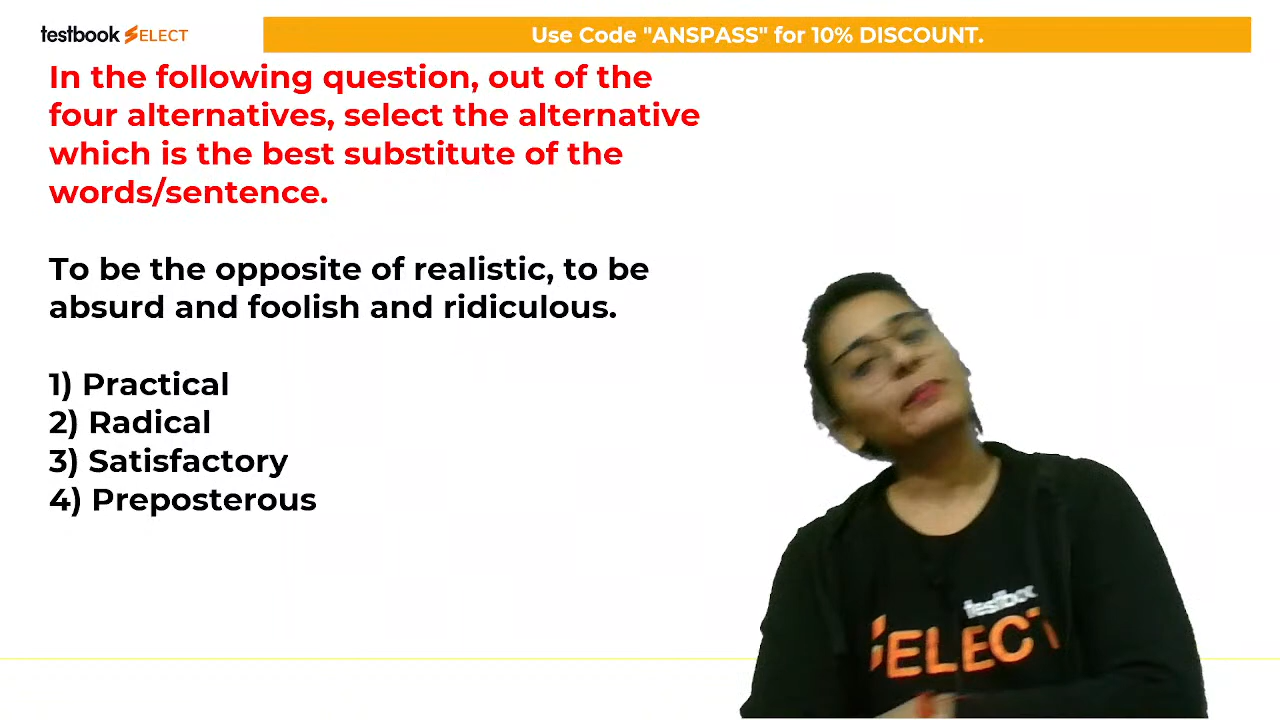 testbook SELECT
Use Code "ANSPASS" for 10% DISCOUNT.
In the following question, out of the
four alternatives, select the alternative
which is the best substitute of the
words/sentence.
To be the opposite of realistic, to be
absurd and foolish and ridiculous.
1) Practical
2) Radical
3) Satisfactory
4) Preposterous
testbook
SELECT